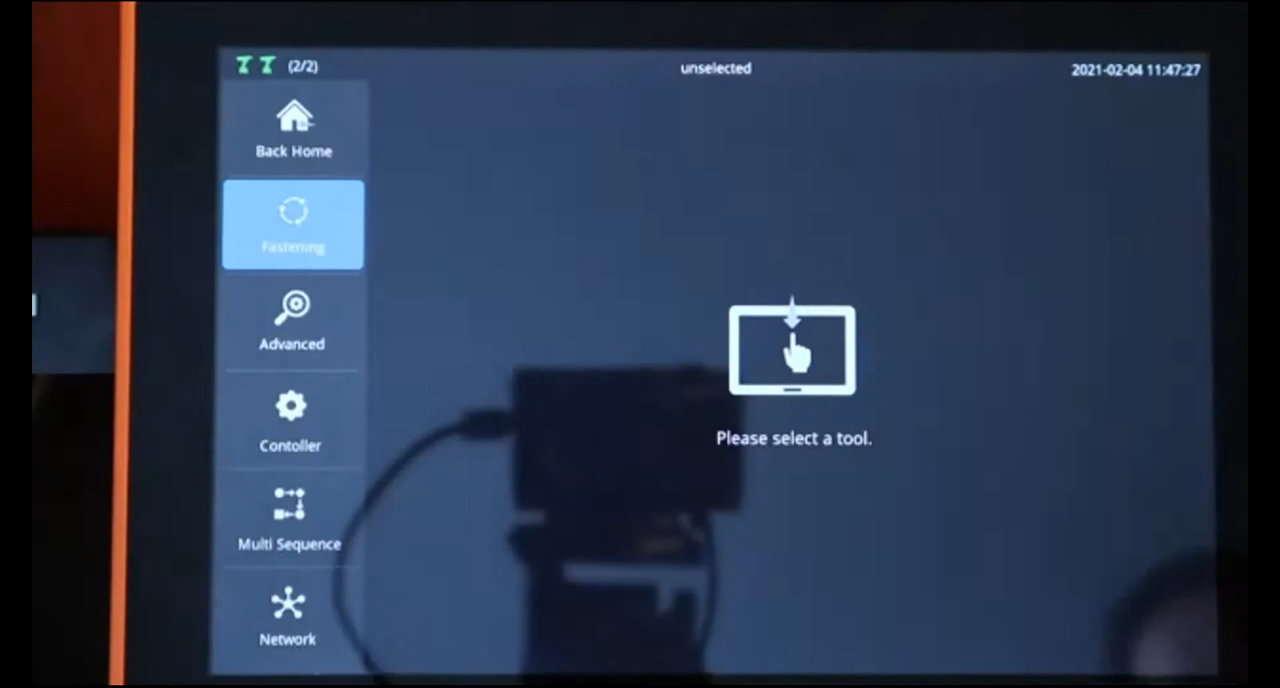 (2/2)
unselected
2021-02-04 11:47:27
Back Home
Fastening
Advanced
Contoller
Multi Sequence
Network
Please select a tool.